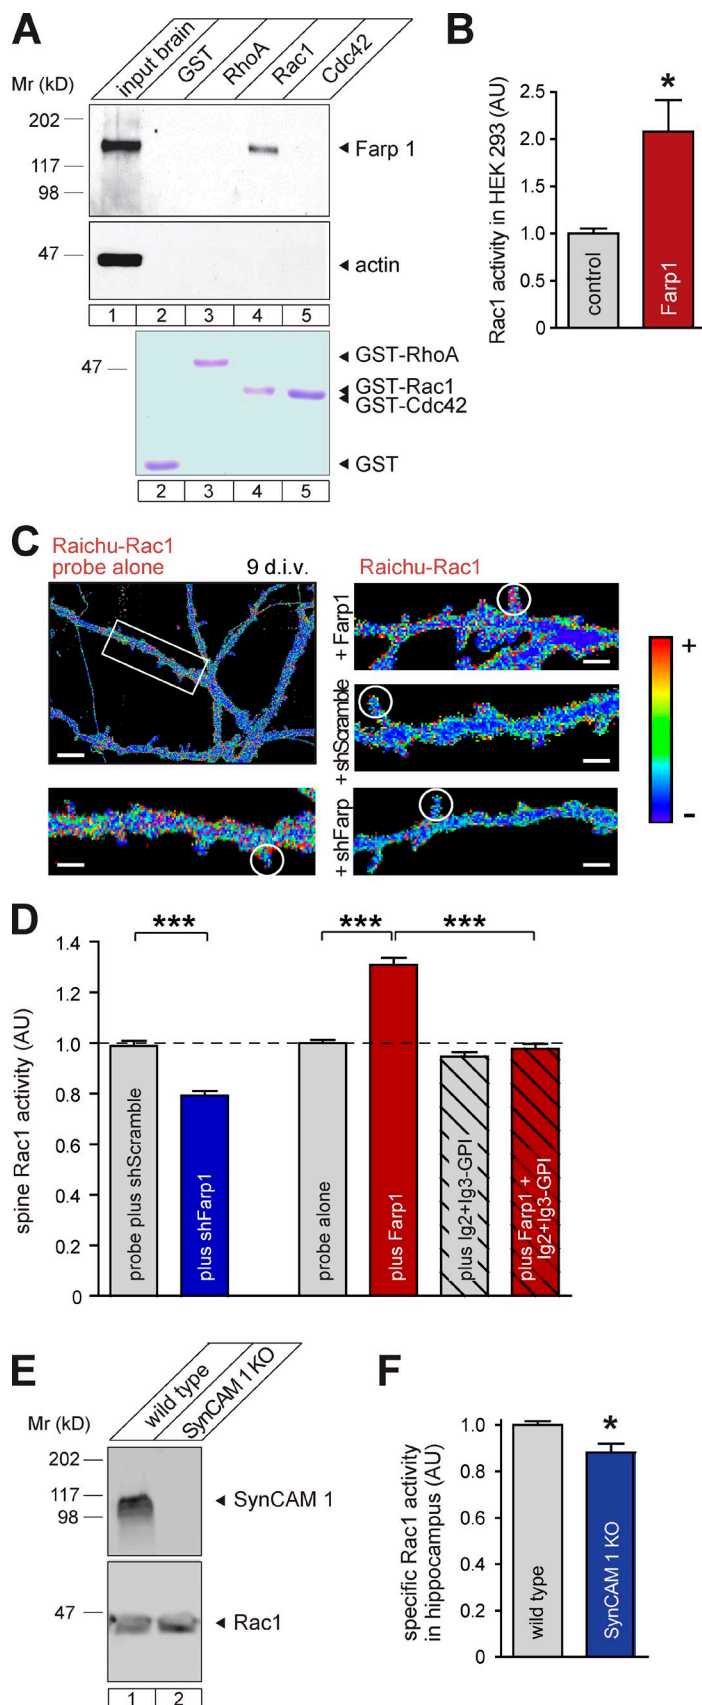 A
input brain
GST
RhoA
Rac1
Cdc42
Mr (kD)
202
117
98
Farp 1
47
actin
1 2 3 4 5
47
GST-RhoA
GST-Rac1
GST-Cdc42
GST
2 3 4 5
B
Rac1 activity in HEK 293 (AU)
2.5
2.0
1.5
1.0
0.5
0
*
control
Farp1
C
Raichu-Rac1
probe alone
9 d.i.v.
Raichu-Rac1
+ Farp1
+ shScramble
+ shFarp
+
-
D
spine Rac1 activity (AU)
1.4
1.2
1.0
0.8
0.6
0.4
0.2
0
***
***
***
probe plus shScramble
plus shFarp1
probe alone
plus Farp1
plus Ig2+Ig3-GPI
plus Farp1 +
Ig2+Ig3-GPI
E
wild type
SynCAM 1 KO
Mr (kD)
202
117
98
SynCAM 1
47
Rac1
1 2
F
specific Rac1 activity
in hippocampus (AU)
1.0
0.8
0.6
0.4
0.2
0
*
wild type
SynCAM 1 KO